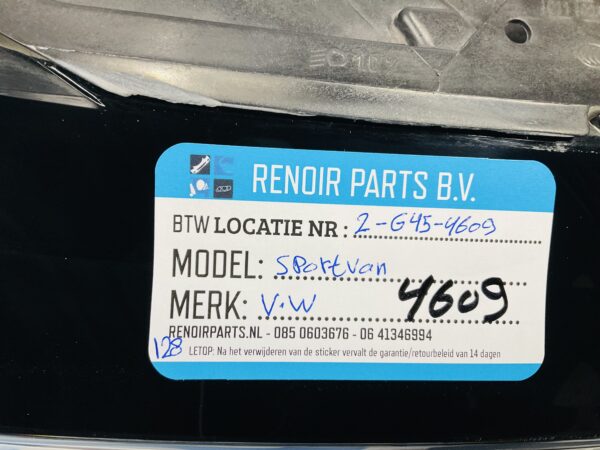 RENOIR PARTS B.V.
BTW LOCATIE NR : 2-G45-4609
MODEL: sportvan
MERK: V.W 4609
RENOIRPARTS.NL - 085 0603676 - 06 41346994
128 LETOP: Na het verwijderen van de sticker vervalt de garantie/retourbeleid van 14 dagen